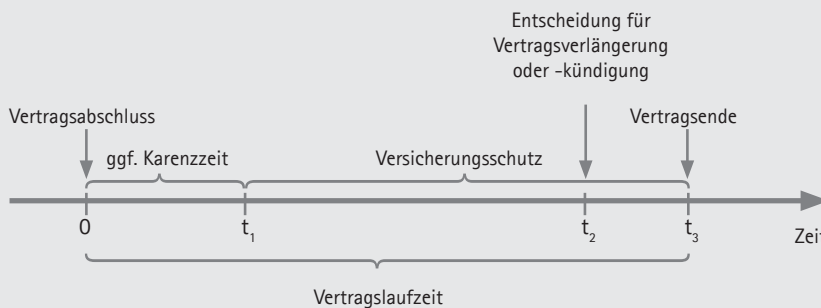 Entscheidung für
Vertragsverlängerung
oder -kündigung
Vertragsabschluss
Vertragsende
ggf. Karenzzeit
Versicherungsschutz
0
t₁
t₂
t₃
Zeit
Vertragslaufzeit